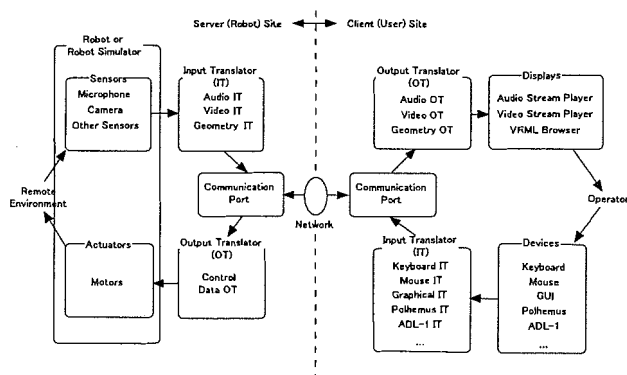 Server (Robot) Site
Client (User) Site
Robot or
Robot Simulator
Sensors
Microphone
Camera
Other Sensors
Input Translator
(IT)
Audio IT
Video IT
Geometry IT
Output Translator
(OT)
Audio OT
Video OT
Geometry OT
Displays
Audio Stream Player
Video Stream Player
VRML Browser
Remote
Environment
Communication
Port
Network
Communication
Port
Operator
Actuators
Motors
Output Translator
(OT)
Control
Data OT
Input Translator
(IT)
Keyboard IT
Mouse IT
Graphical IT
Polhemus IT
ADL-1 IT
...
Devices
Keyboard
Mouse
GUI
Polhemus
ADL-1
...